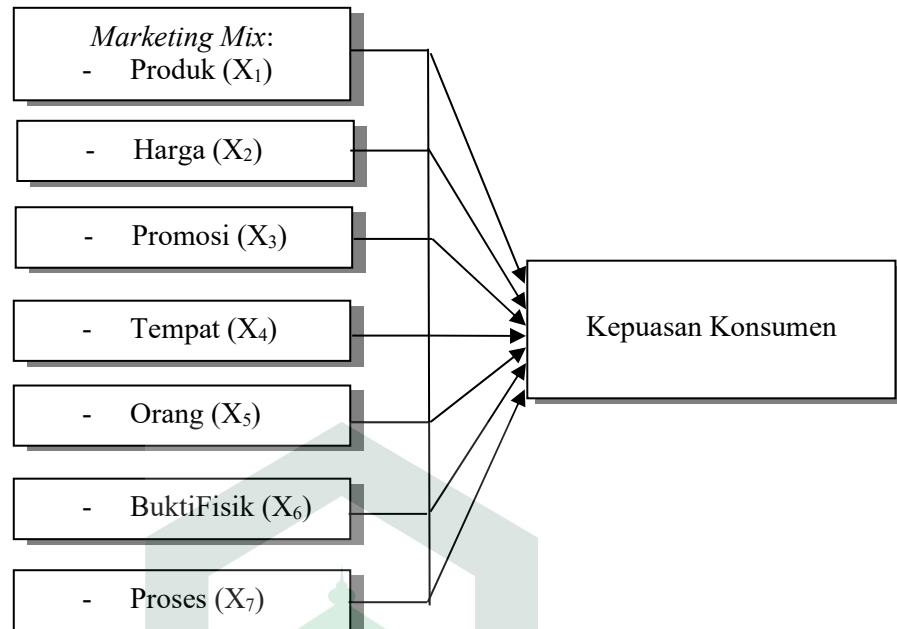 Marketing Mix:
- Produk (X₁)
- Harga (X₂)
- Promosi (X₃)
- Tempat (X₄)
- Orang (X₅)
- BuktiFisik (X₆)
- Proses (X₇)
Kepuasan Konsumen